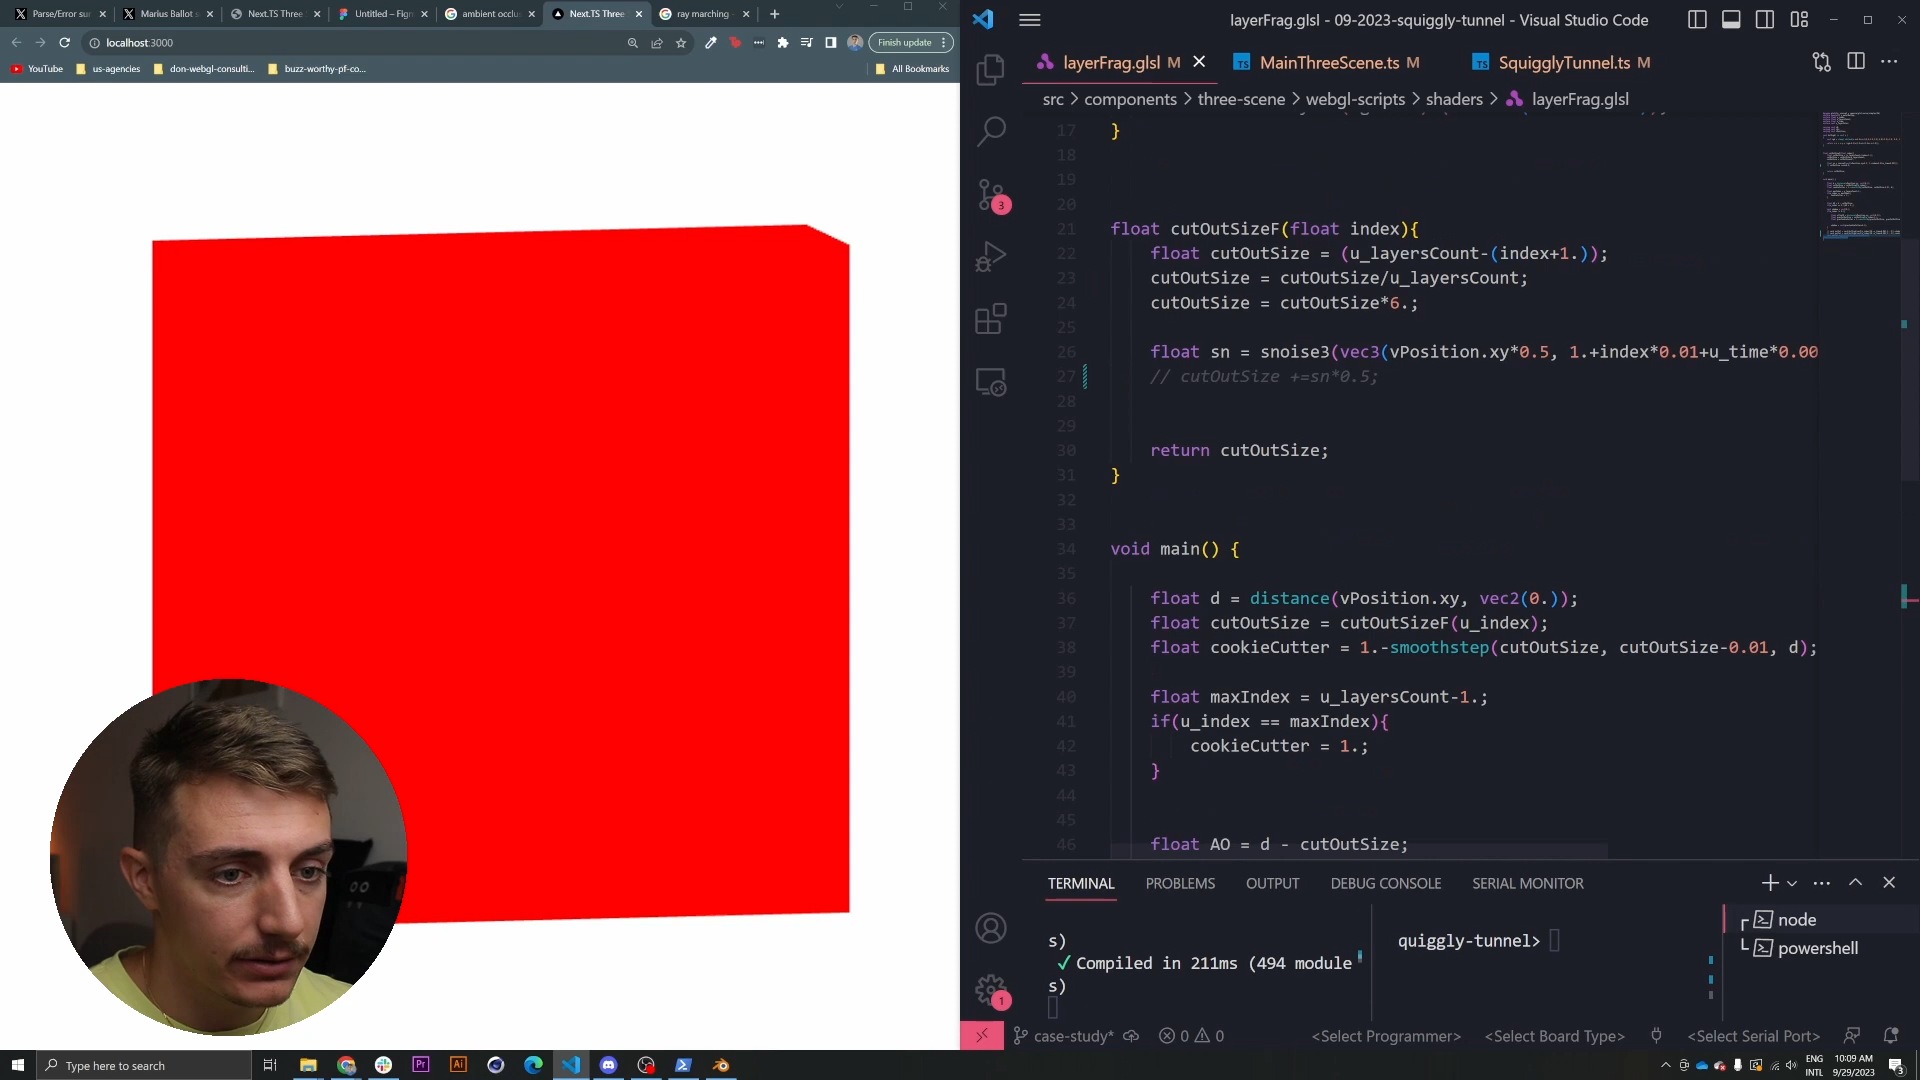 Parse/Error sur
Marius Ballot s
Next.TS Three
Untitled – Figm
ambient occlu
Next.TS Three
ray marching -
localhost:3000
Finish update
YouTube
us-agencies
don-webgl-consulti...
buzz-worthy-pf-co...
All Bookmarks
layerFrag.glsl - 09-2023-squiggly-tunnel - Visual Studio Code
layerFrag.glsl M
TS MainThreeScene.ts M
TS SquigglyTunnel.ts M
src > components > three-scene > webgl-scripts > shaders > layerFrag.glsl
17 }
18
19
20
21 float cutOutSizeF(float index){
22 float cutOutSize = (u_layersCount-(index+1.));
23 cutOutSize = cutOutSize/u_layersCount;
24 cutOutSize = cutOutSize*6.;
25
26 float sn = snoise3(vec3(vPosition.xy*0.5, 1.+index*0.01+u_time*0.00
27 // cutOutSize +=sn*0.5;
28
29
30 return cutOutSize;
31 }
32
33
34 void main() {
35
36 float d = distance(vPosition.xy, vec2(0.));
37 float cutOutSize = cutOutSizeF(u_index);
38 float cookieCutter = 1.-smoothstep(cutOutSize, cutOutSize-0.01, d);
39
40 float maxIndex = u_layersCount-1.;
41 if(u_index == maxIndex){
42 cookieCutter = 1.;
43 }
44
45
46 float AO = d - cutOutSize;
3
1
TERMINAL
PROBLEMS
OUTPUT
DEBUG CONSOLE
SERIAL MONITOR
s)
✓ Compiled in 211ms (494 module
s)
quiggly-tunnel>
node
powershell
case-study*
0
0
<Select Programmer>
<Select Board Type>
<Select Serial Port>
Type here to search
Pr
Ai
ENG
INTL
10:09 AM
9/29/2023
3